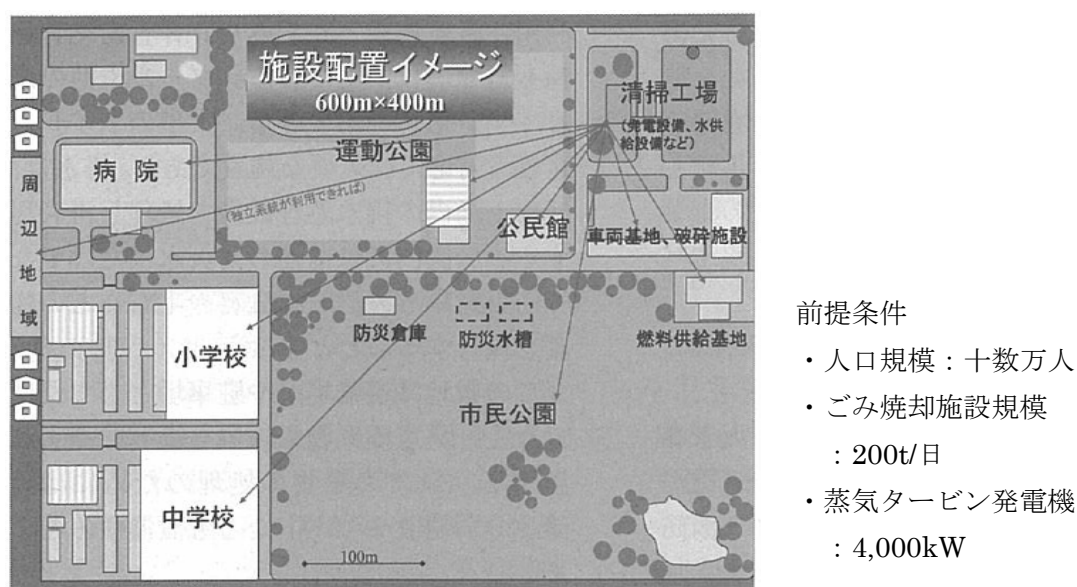 施設配置イメージ
600m×400m
清掃工場
(発電設備、水供
給設備など)
運動公園
病院
(独立系統が利用できれば)
公民館
車両基地、破砕施設
周辺地域
防災倉庫
防災水槽
燃料供給基地
小学校
市民公園
中学校
100m
前提条件
・人口規模：十数万人
・ごみ焼却施設規模
：200t/日
・蒸気タービン発電機
：4,000kW